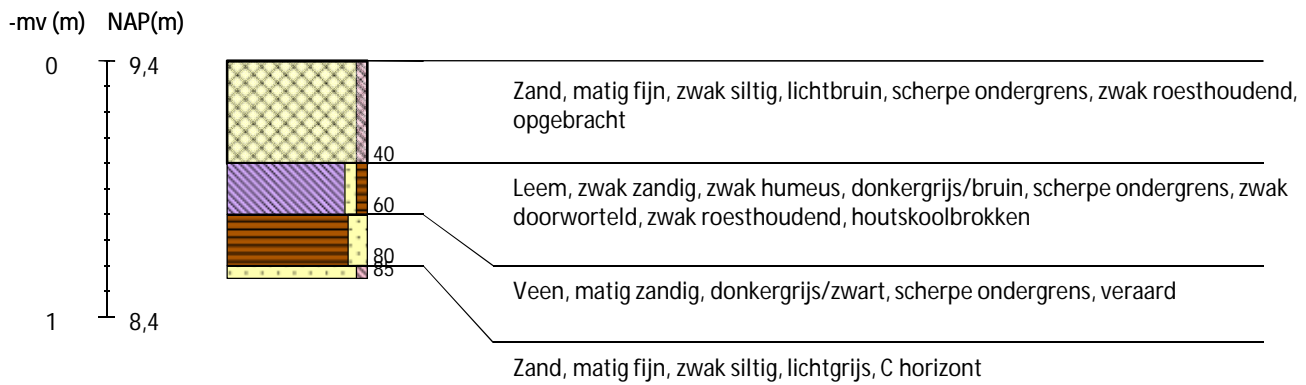 -mv (m) NAP(m)
0 9,4
Zand, matig fijn, zwak siltig, lichtbruin, scherpe ondergrens, zwak roesthoudend,
opgebracht
40
Leem, zwak zandig, zwak humeus, donkergrijs/bruin, scherpe ondergrens, zwak
doorworteld, zwak roesthoudend, houtskoolbrokken
60
80
85
Veen, matig zandig, donkergrijs/zwart, scherpe ondergrens, veraard
1 8,4
Zand, matig fijn, zwak siltig, lichtgrijs, C horizont